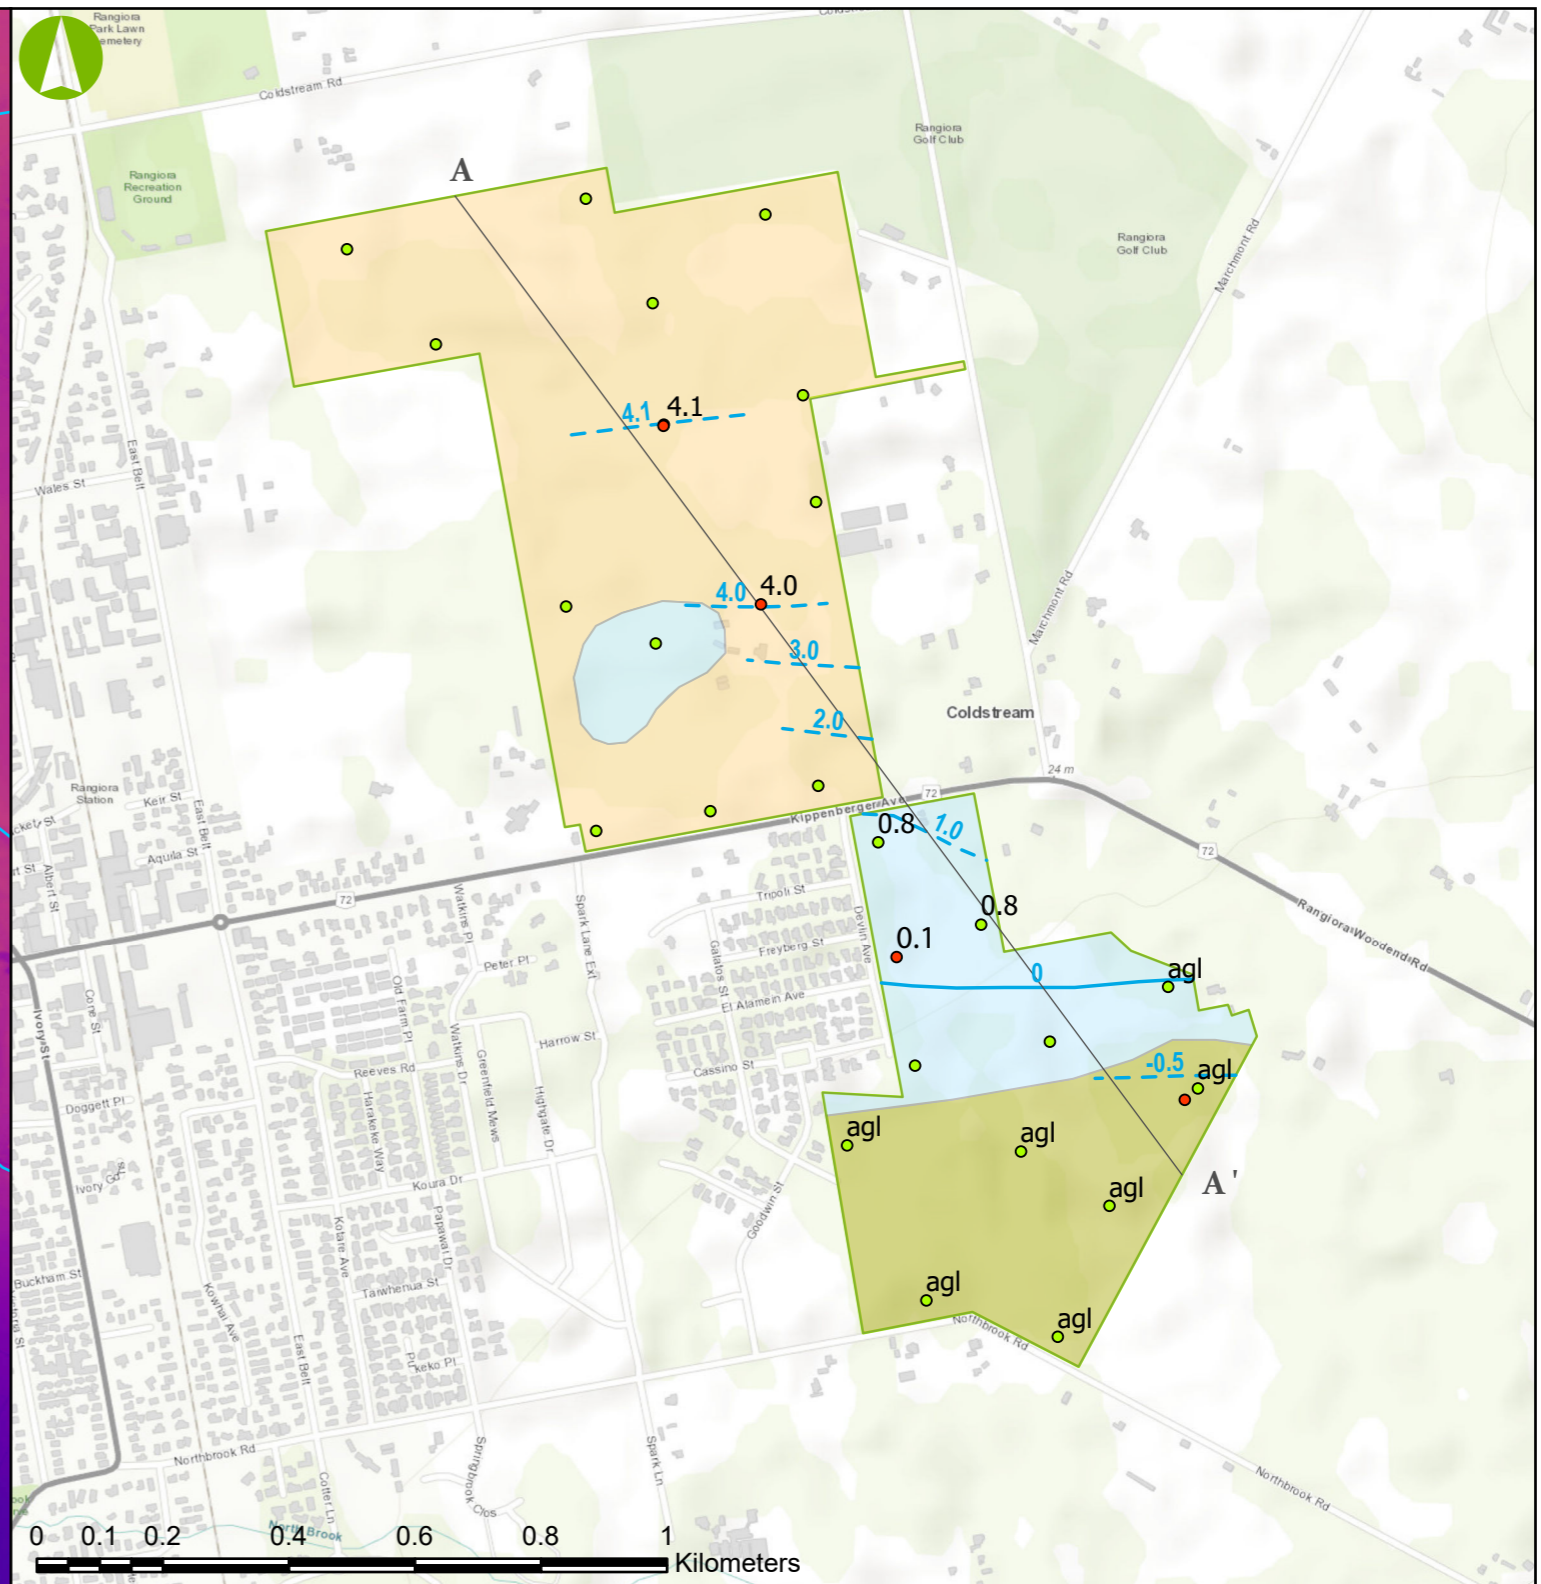 Rangiora
Park Lawn
Cemetery
Coldstream Rd
Rangiora
Recreation
Ground
Rangiora
Golf Club
Rangiora
Golf Club
Marchmont Rd
A
4.1
4.1
East Belt
Wales St
4.0
4.0
3.0
2.0
Marchmont Rd
Coldstream
24 m
72
Kippenberger Ave
Rangiora
Station
Keir St
East Belt
Aquila St
Albert St
72
1.0
0.8
0.8
0.1
72
Rangiora Woodend Rd
Watkins Pl
Spark Lane Ext
Tripoli St
Devlin Ave
Galatos St
Freyberg St
El Alamein Ave
Peter Pl
Old Farm Pl
Cone St
Ivory St
agl
0
Harrow St
Watkins Dr
Greenfield Mews
Highgate Dr
Cassino St
Reeves Rd
Harakeke Way
Doggett Pl
-0.5
agl
agl
agl
agl
A'
Koura Dr
Kotare Ave
Papawai Dr
Goodwin St
Buckham St
Kowhai Ave
Tarwhenua St
East Belt
agl
agl
Northbrook Rd
Northbrook Rd
Cotter Ln
Springbrook Clos
Spark Ln
Northbrook Rd
North Brook
0 0.1 0.2 0.4 0.6 0.8 1
Kilometers